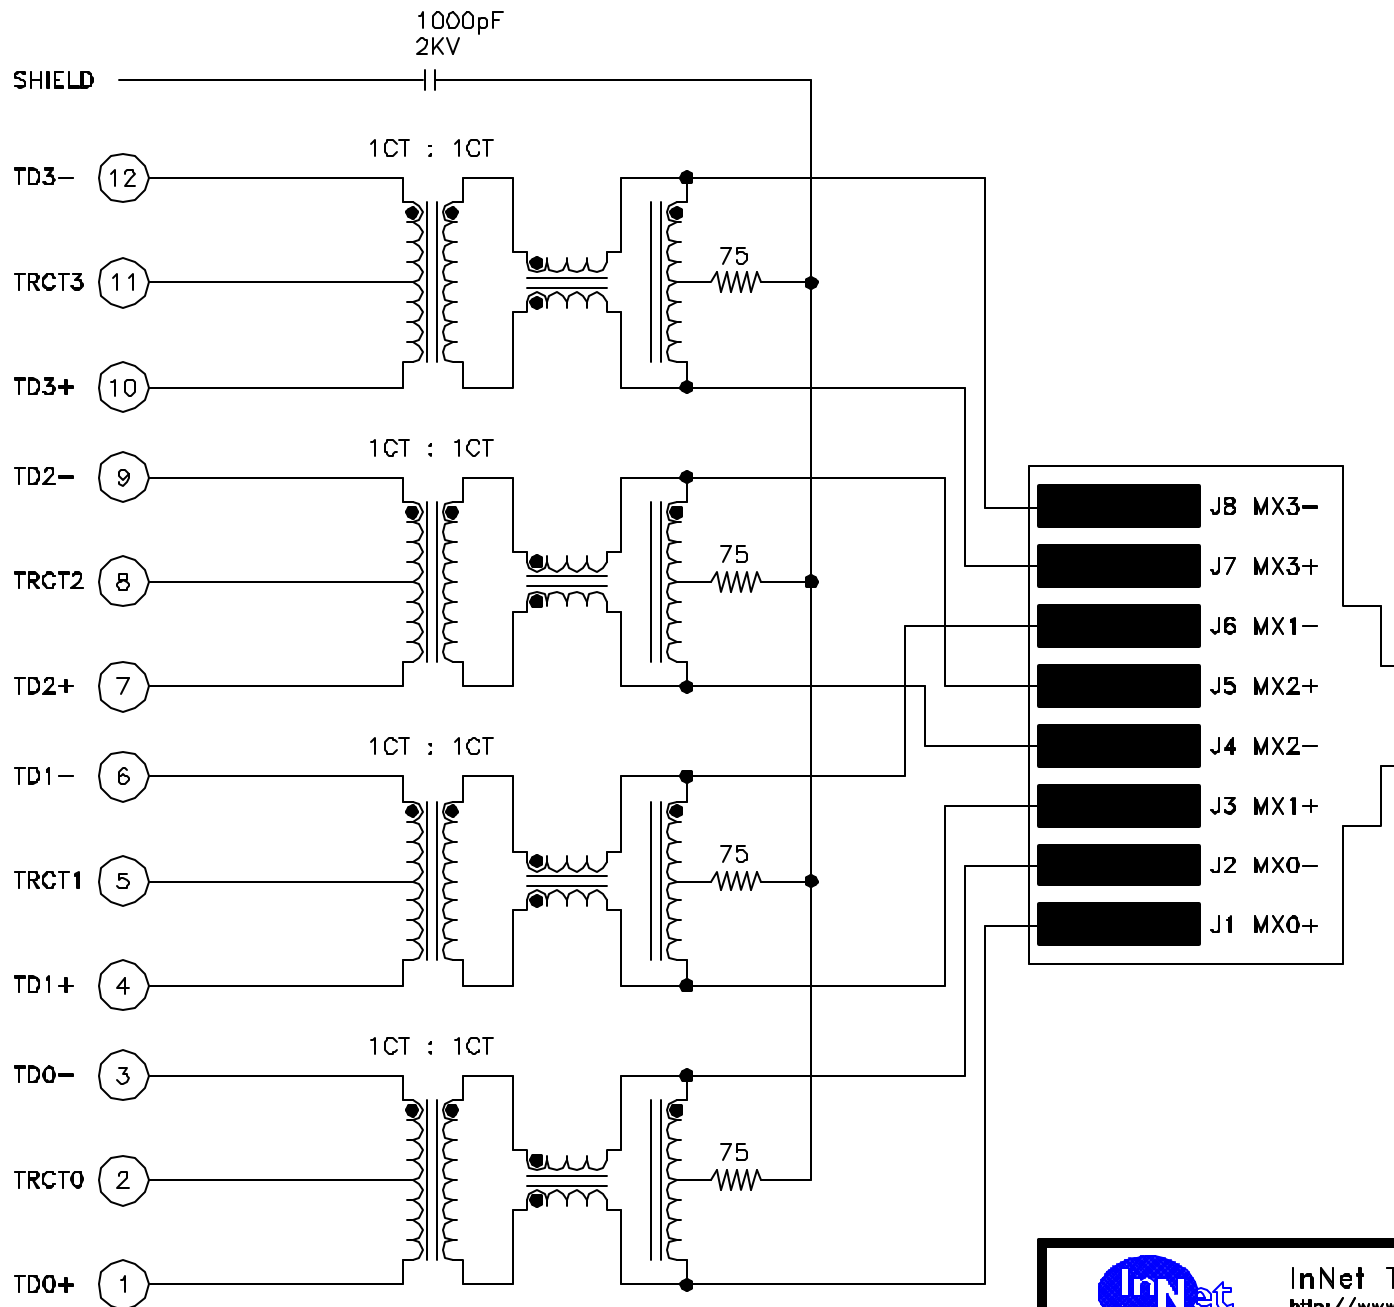 1000pF
2KV
SHIELD
1CT : 1CT
TD3- 12
75
TRCT3 11
TD3+ 10
1CT : 1CT
TD2- 9
J8 MX3-
75
J7 MX3+
TRCT2 8
J6 MX1-
TD2+ 7
J5 MX2+
1CT : 1CT
J4 MX2-
TD1- 6
J3 MX1+
75
J2 MX0-
TRCT1 5
J1 MX0+
TD1+ 4
1CT : 1CT
TD0- 3
75
TRCT0 2
TD0+ 1
InNet
InNet T